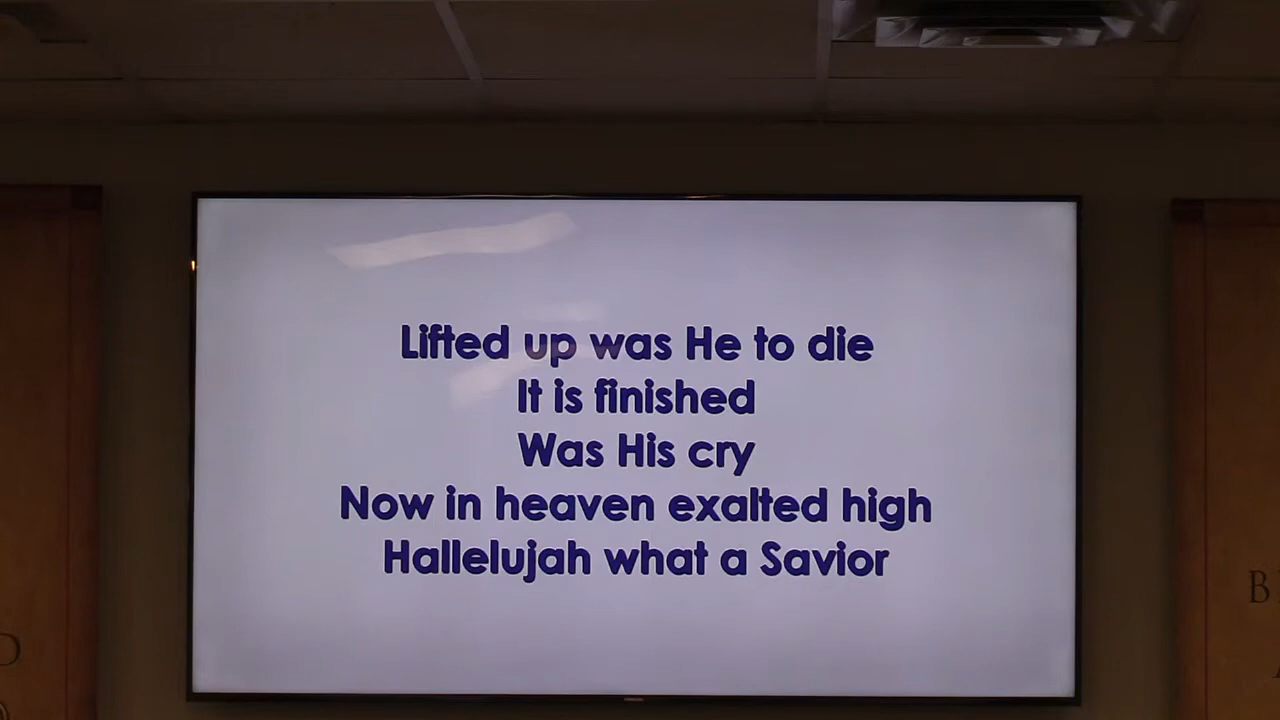 Lifted up was He to die
It is finished
Was His cry
Now in heaven exalted high
Hallelujah what a Savior